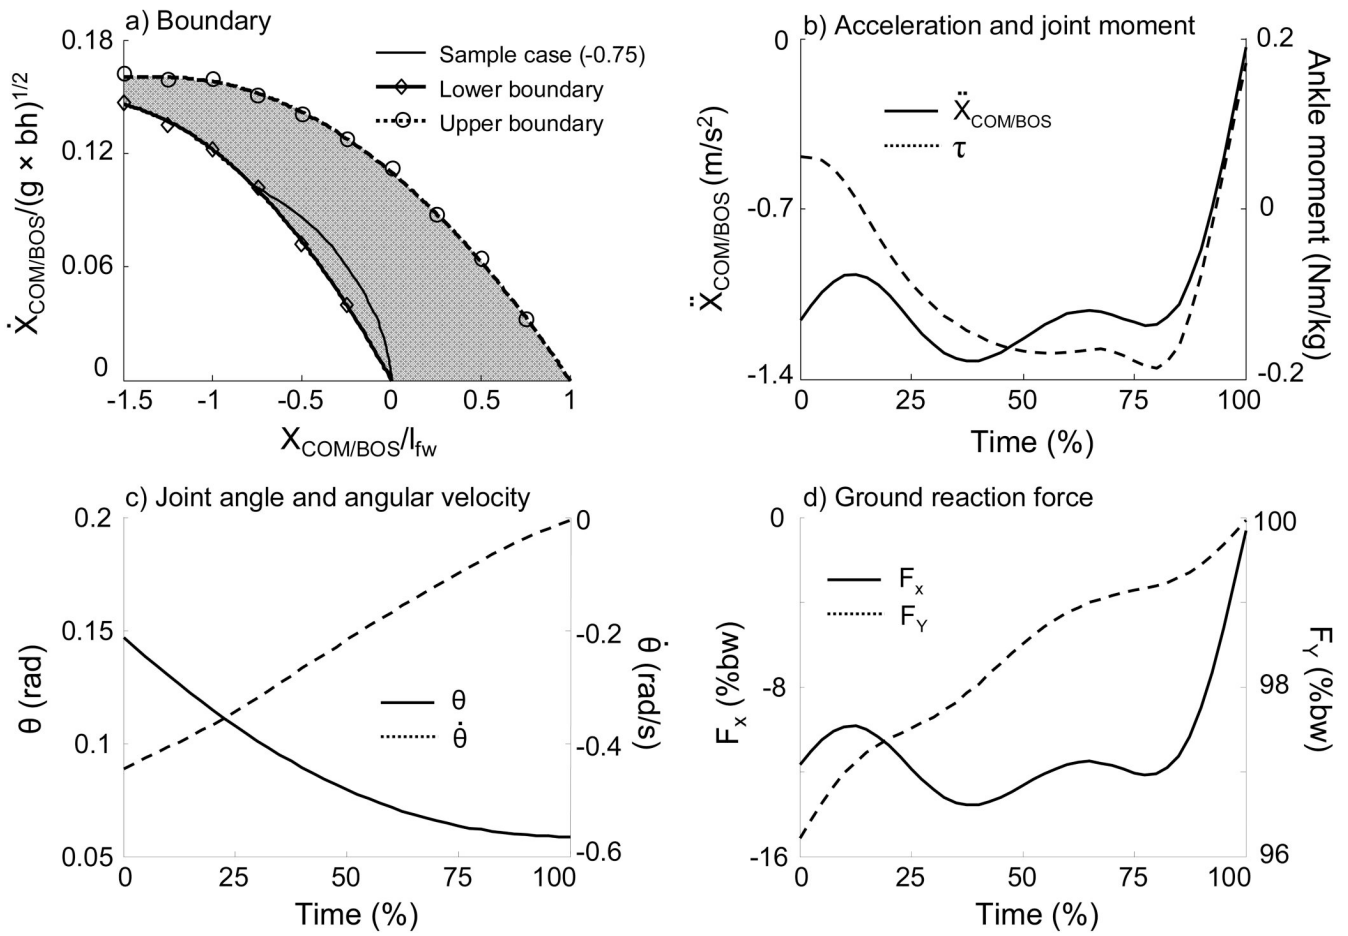 a) Boundary
0.18
0.12
0.06
0
-1.5
-1
-0.5
0
0.5
1
Ẋ_COM/BOS/(g × bh)^1/2
X_COM/BOS/l_fw
Sample case (-0.75)
Lower boundary
Upper boundary
b) Acceleration and joint moment
0
-0.7
-1.4
0.2
0
-0.2
0
25
50
75
100
Ẍ_COM/BOS (m/s²)
Ankle moment (Nm/kg)
Time (%)
Ẍ_COM/BOS
τ
c) Joint angle and angular velocity
0.2
0.15
0.1
0.05
0
-0.2
-0.4
-0.6
0
25
50
75
100
θ (rad)
θ̇ (rad/s)
Time (%)
θ
θ̇
d) Ground reaction force
0
-8
-16
100
98
96
0
25
50
75
100
F_x (%bw)
F_Y (%bw)
Time (%)
F_x
F_Y